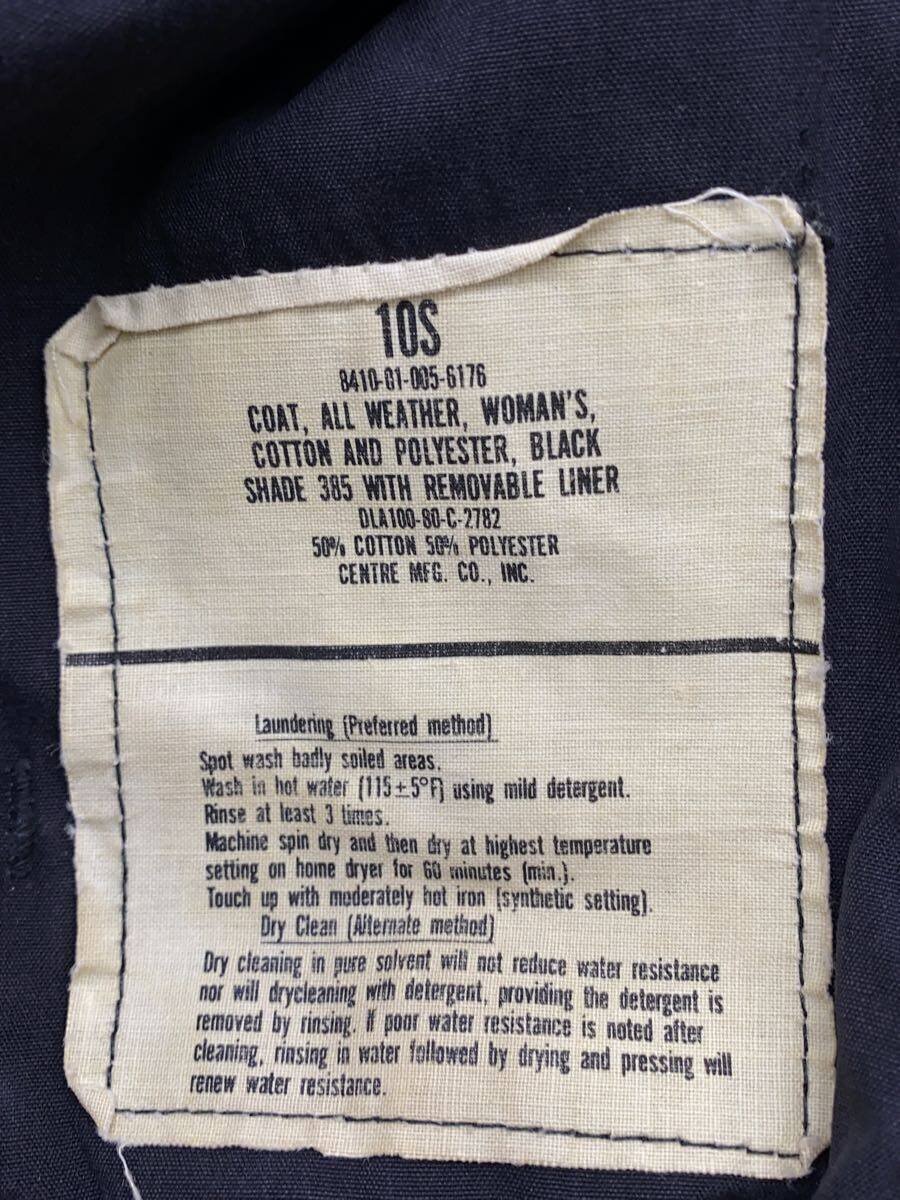 10S
8410-01-005-6176
COAT, ALL WEATHER, WOMAN'S,
COTTON AND POLYESTER, BLACK
SHADE 385 WITH REMOVABLE LINER
DLA100-80-C-2782
50% COTTON 50% POLYESTER
CENTRE MFG. CO., INC.
Laundering (Preferred method)
Spot wash badly soiled areas.
Wash in hot water (115±5°F) using mild detergent.
Rinse at least 3 times.
Machine spin dry and then dry at highest temperature
setting on home dryer for 60 minutes (min.).
Touch up with moderately hot iron (synthetic setting).
Dry Clean (Alternate method)
Dry cleaning in pure solvent will not reduce water resistance
nor will drycleaning with detergent, providing the detergent is
removed by rinsing. If poor water resistance is noted after
cleaning, rinsing in water followed by drying and pressing will
renew water resistance.